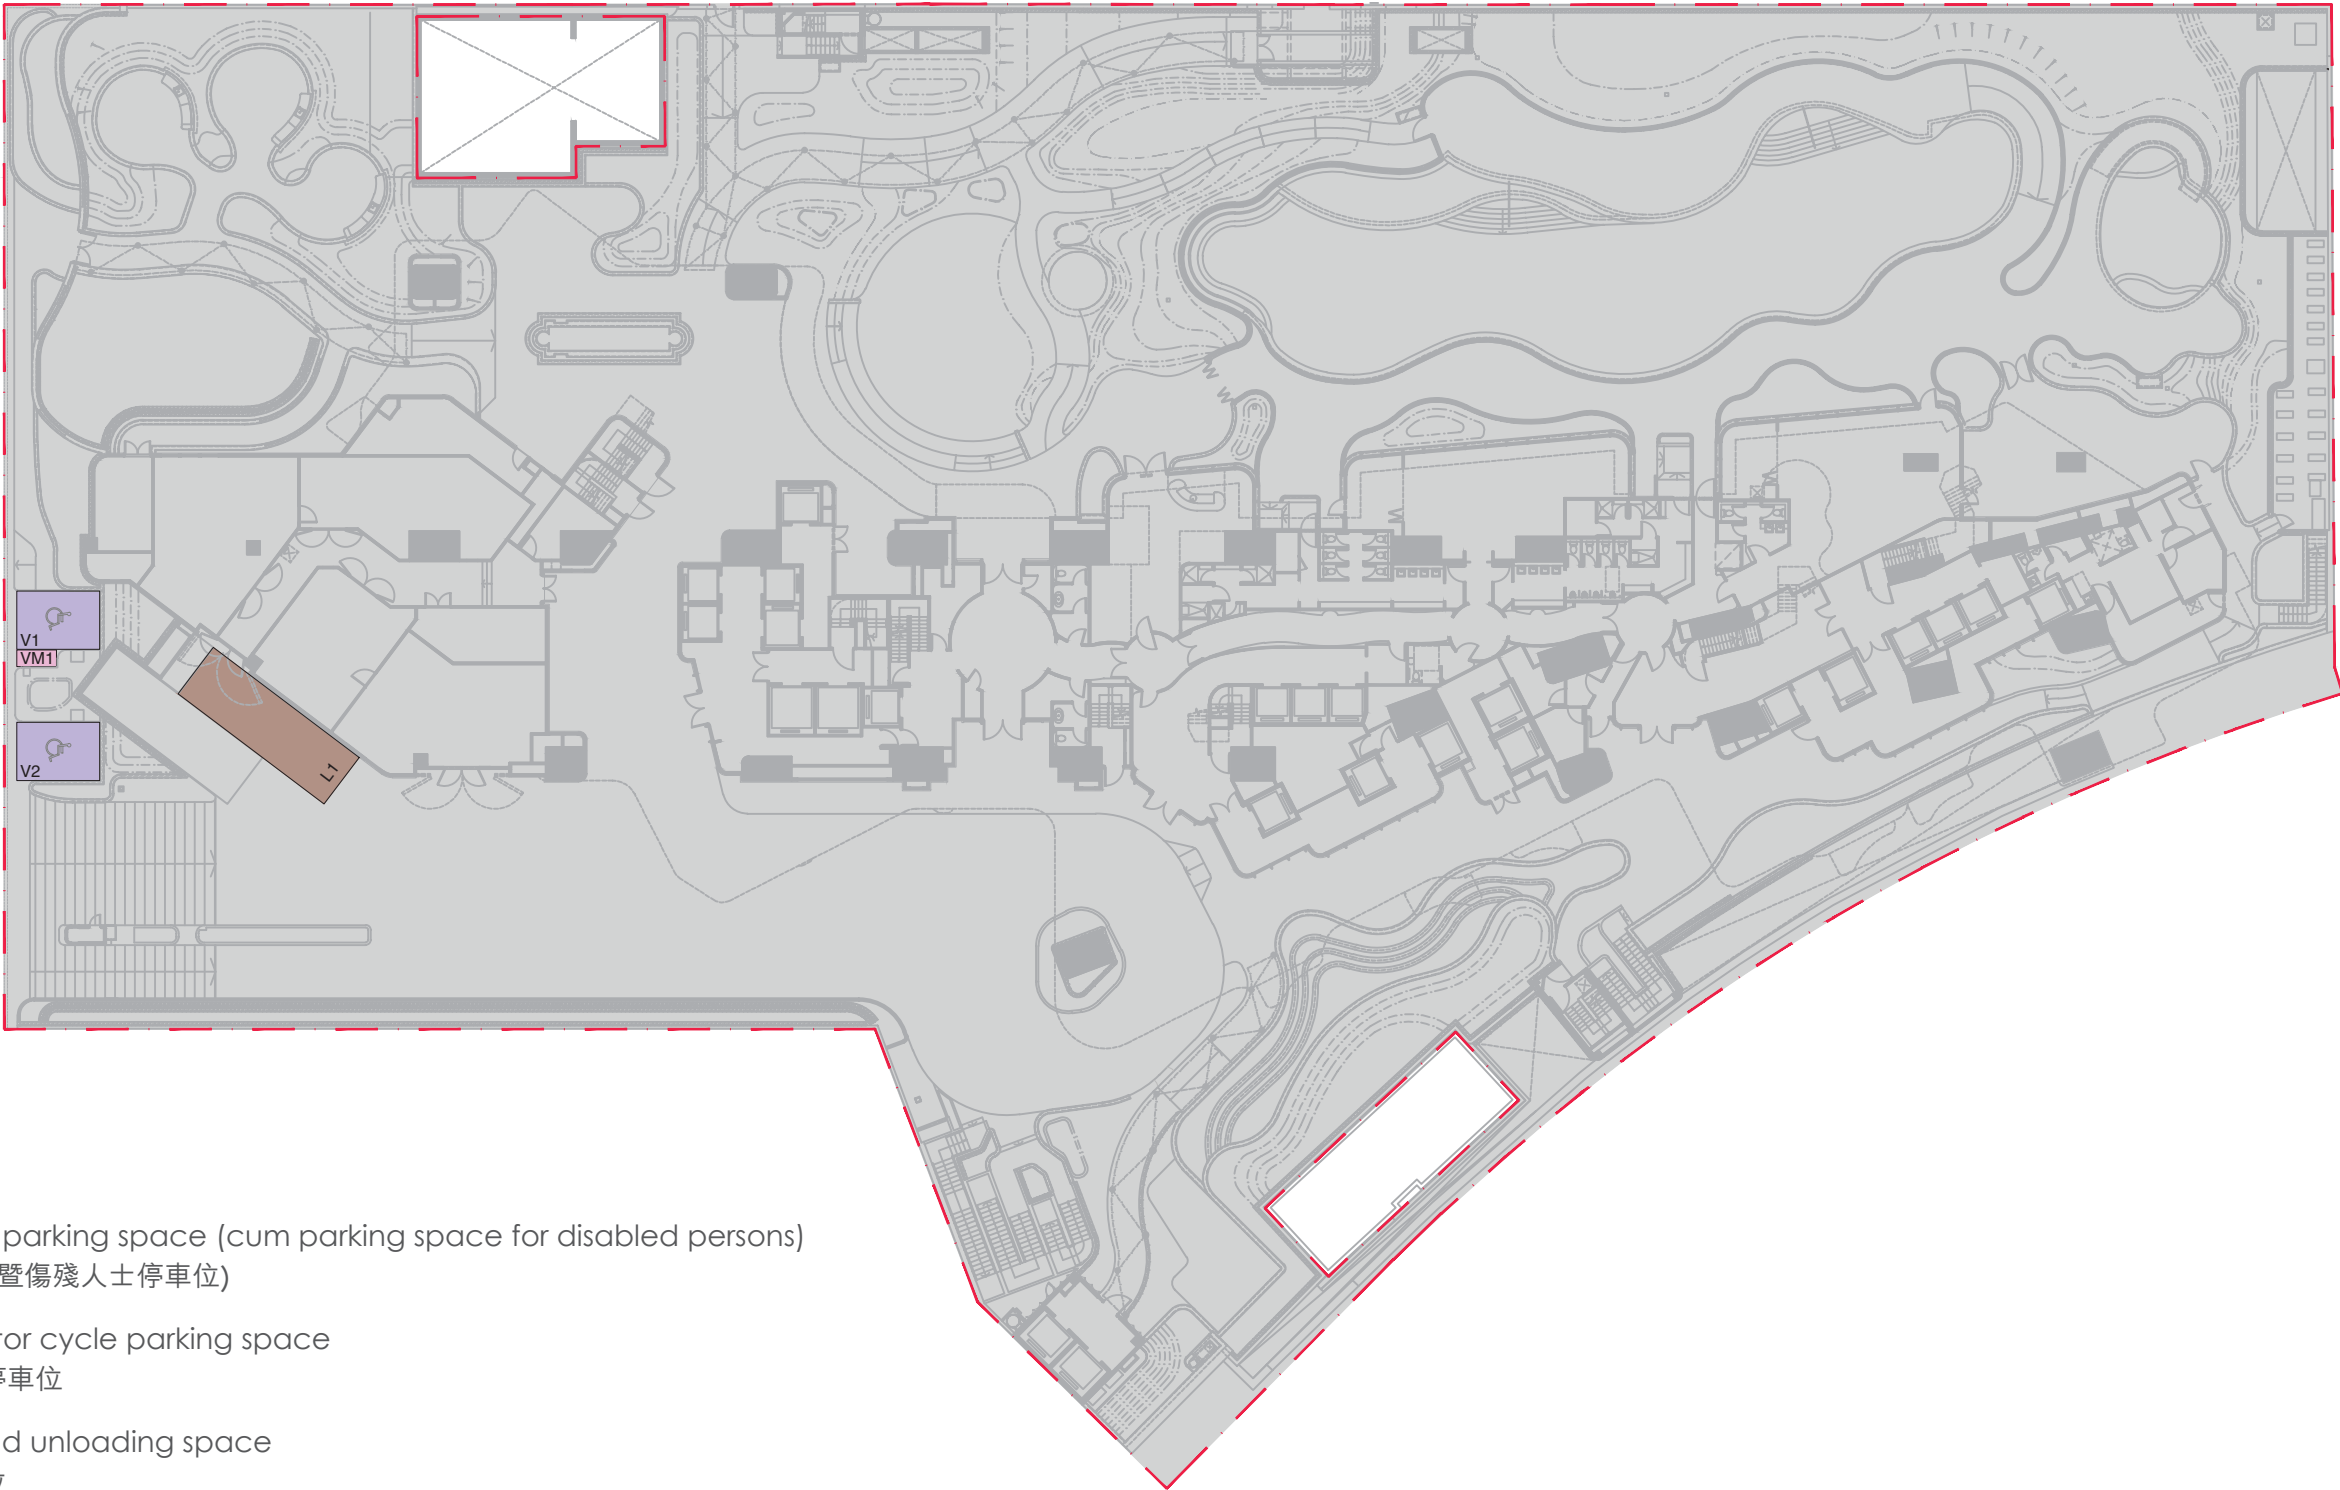 V1
VM1
V2
L1
parking space (cum parking space for disabled persons)
暨傷殘人士停車位)
or cycle parking space
停車位
d unloading space